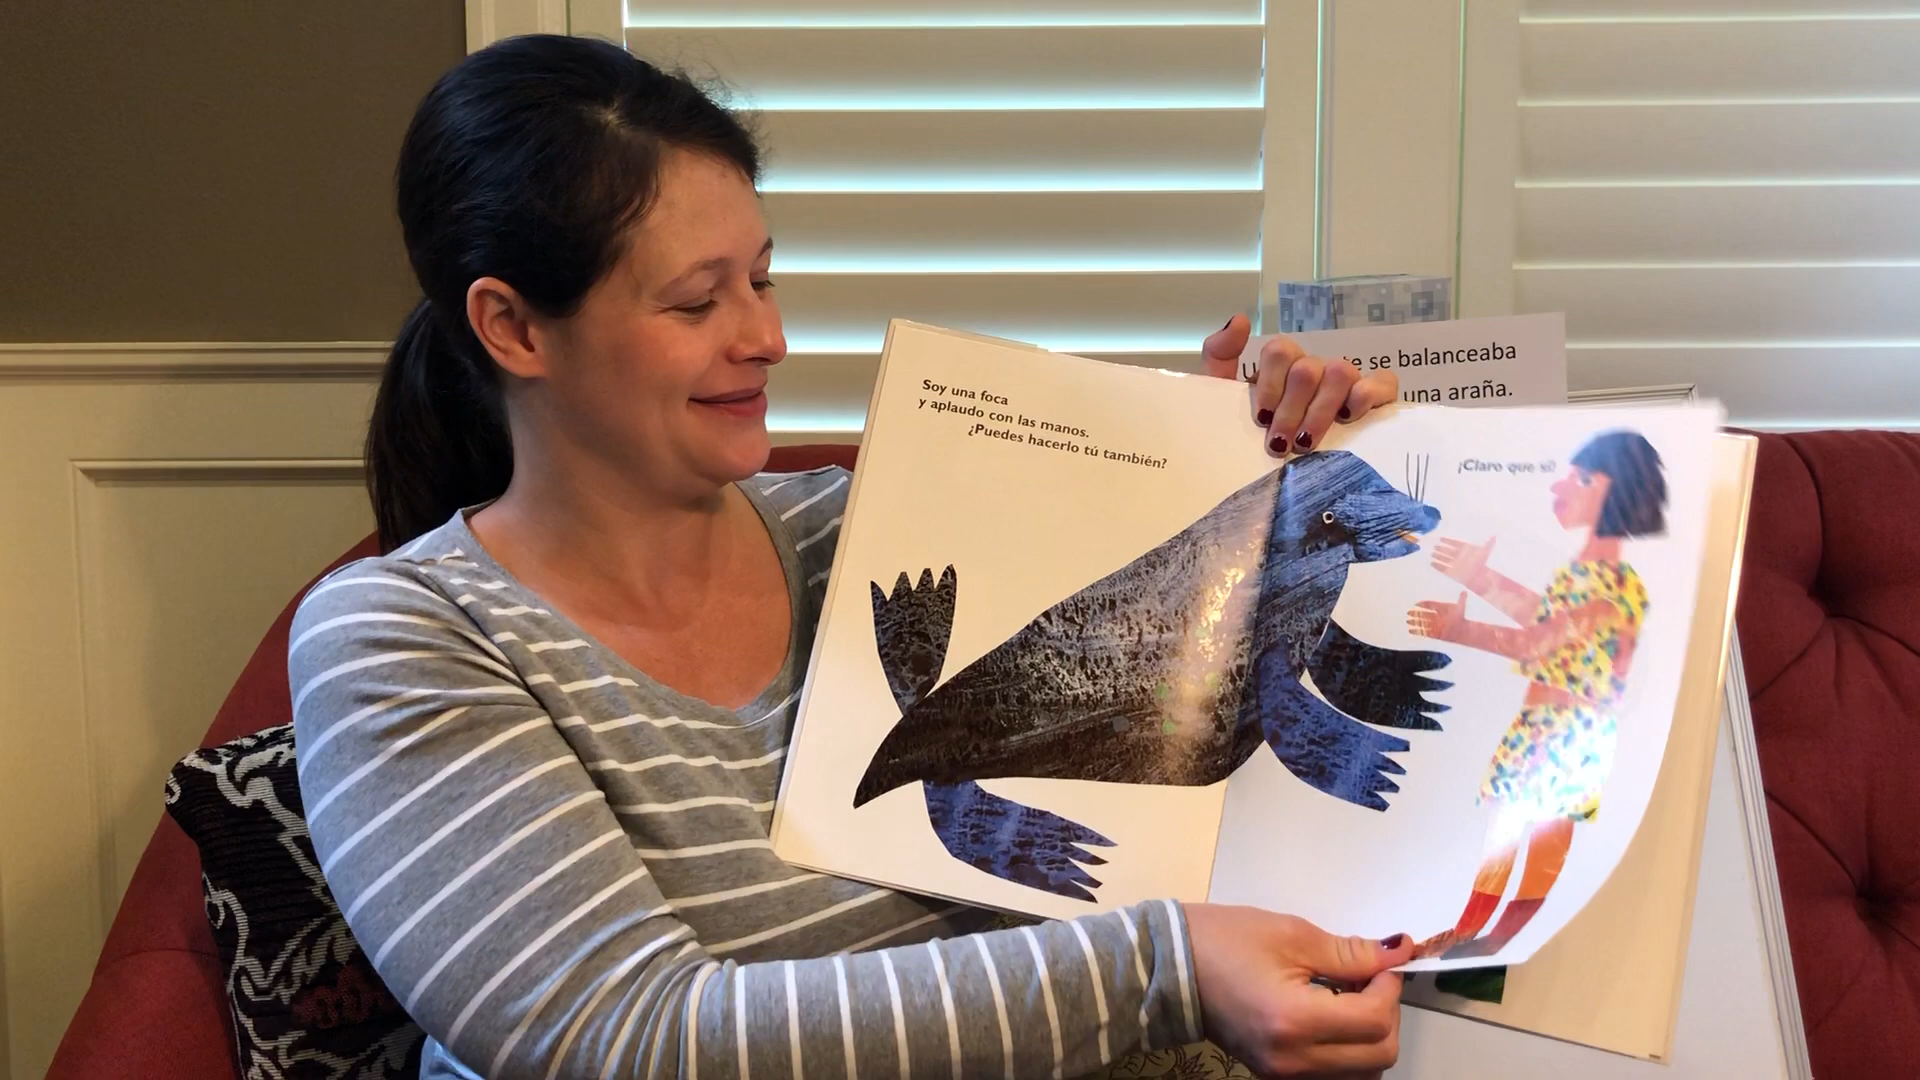 Soy una foca
y aplaudo con las manos.
¿Puedes hacerlo tú también?
¡Claro que sí!
se balanceaba
una araña.